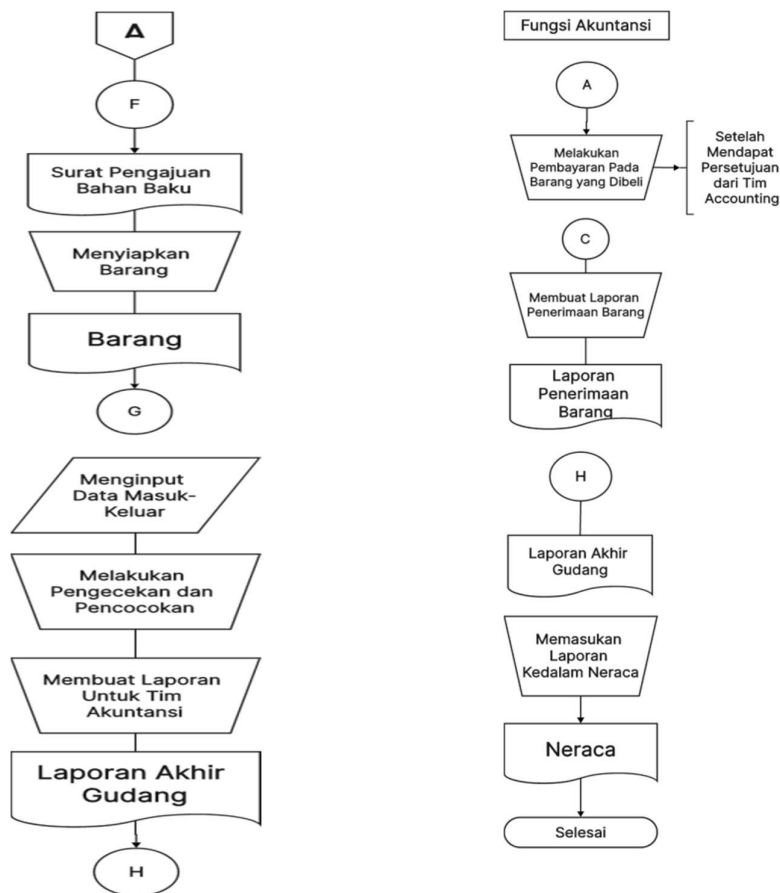 A
F
Surat Pengajuan
Bahan Baku
Menyiapkan
Barang
Barang
G
Menginput
Data Masuk-
Keluar
Melakukan
Pengecekan dan
Pencocokan
Membuat Laporan
Untuk Tim
Akuntansi
Laporan Akhir
Gudang
H
Fungsi Akuntansi
A
Melakukan
Pembayaran Pada
Barang yang Dibeli
Setelah
Mendapat
Persetujuan
dari Tim
Accounting
C
Membuat Laporan
Penerimaan Barang
Laporan
Penerimaan
Barang
H
Laporan Akhir
Gudang
Memasukan
Laporan
Kedalam Neraca
Neraca
Selesai